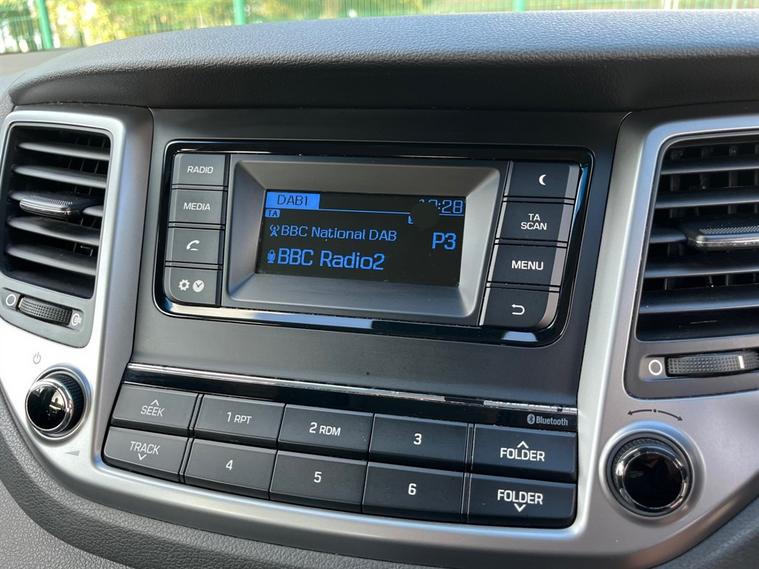 RADIO
MEDIA
DAB1
TA
BBC National DAB
P3
BBC Radio2
TA
SCAN
MENU
Bluetooth
SEEK
TRACK
1 RPT
2 RDM
3
4
5
6
FOLDER
FOLDER